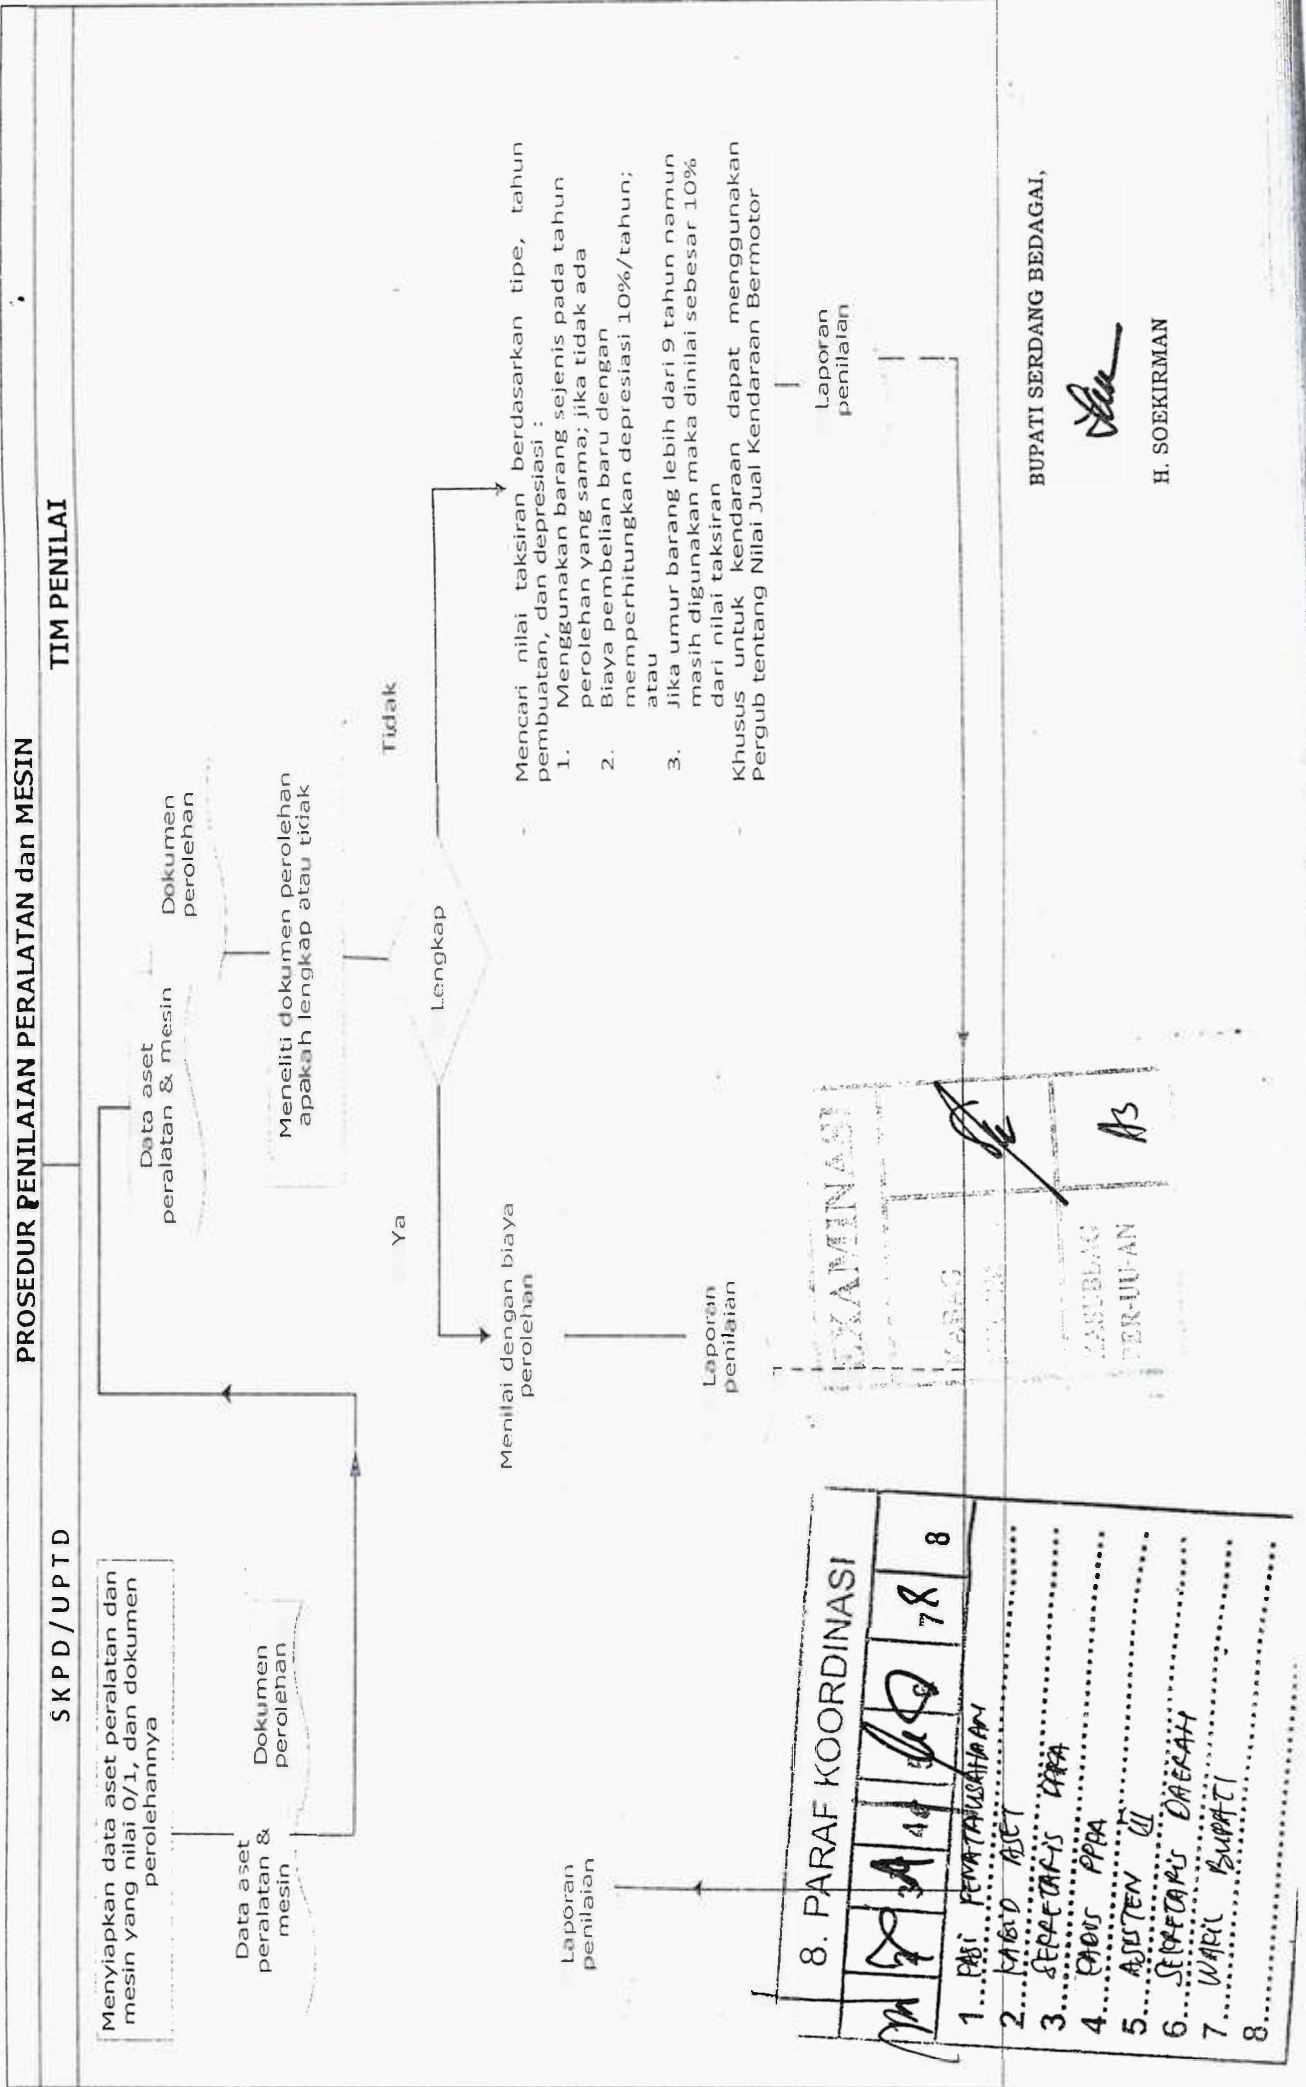 PROSEDUR PENILAIAN PERALATAN dan MESIN
SKPD/UPTD
TIM PENILAI
Menyiapkan data aset peralatan dan
mesin yang nilai 0/1, dan dokumen
perolehannya
Data aset
peralatan &
mesin
Dokumen
perolehan
Data aset
peralatan & mesin
Dokumen
perolehan
Meneliti dokumen perolehan
apakah lengkap atau tidak
Lengkap
Ya
Tidak
Menilai dengan biaya
perolehan
Laporan
penilaian
Mencari nilai taksiran berdasarkan tipe, tahun
pembuatan, dan depresiasi :
1. Menggunakan barang sejenis pada tahun
perolehan yang sama; jika tidak ada
2. Biaya pembelian baru dengan
memperhitungkan depresiasi 10%/tahun;
atau
3. Jika umur barang lebih dari 9 tahun namun
masih digunakan maka dinilai sebesar 10%
dari nilai taksiran
Khusus untuk kendaraan dapat menggunakan
Pergub tentang Nilai Jual Kendaraan Bermotor
Laporan
penilaian
Laporan
penilaian
8. PARAF KOORDINASI
7 8
1... PENATAUSAHAAN
2... KABID ASET
3... SEKRETARIS
4... PPDA
5... ASISTEN III
6... SEKRETARIS DAERAH
7... WAKIL BUPATI
8...
EXAMINASI
KABAG
KASUBBAG
PER-UU-AN
BUPATI SERDANG BEDAGAI,
H. SOEKIRMAN